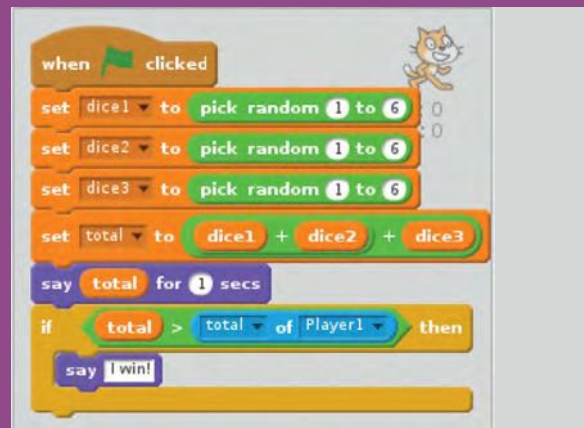 when clicked
set dice1 to pick random 1 to 6
: 0
set dice2 to pick random 1 to 6
: 0
set dice3 to pick random 1 to 6
set total to dice1 + dice2 + dice3
say total for 1 secs
if total > total of Player1 then
say I win!